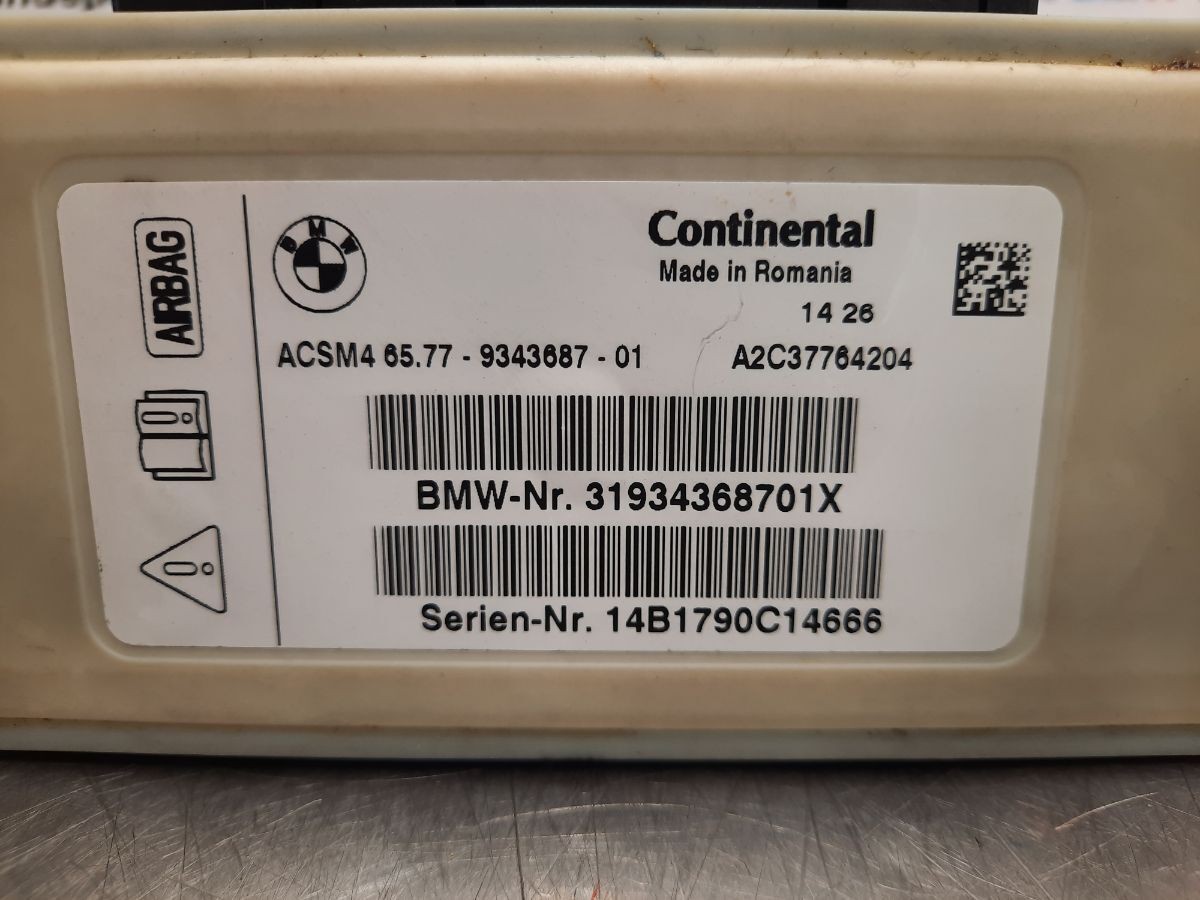 AIRBAG
BMW
Continental
Made in Romania
14 26
ACSM4 65.77 - 9343687 - 01 A2C37764204
BMW-Nr. 31934368701X
Serien-Nr. 14B1790C14666